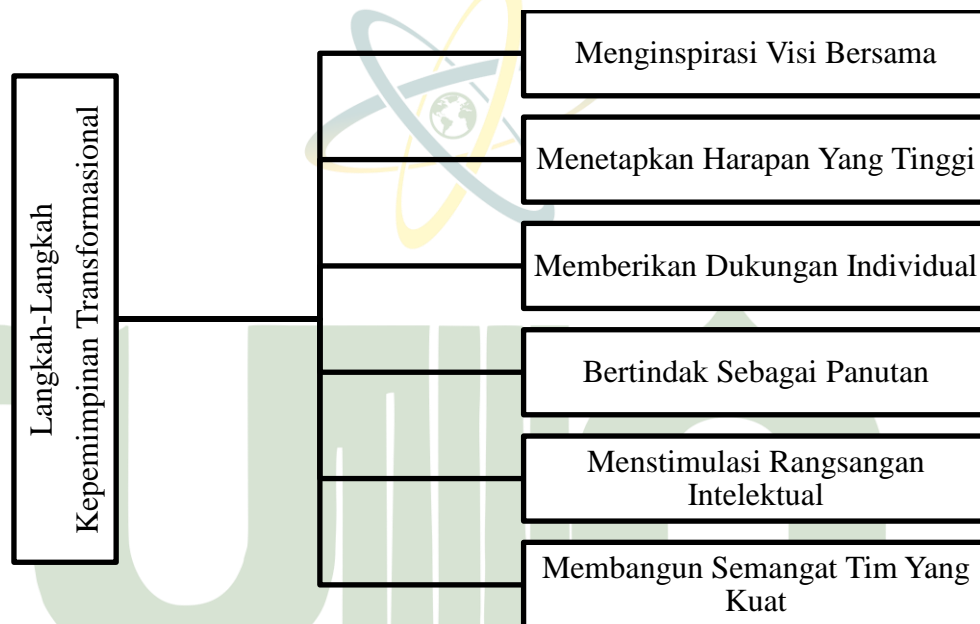 Langkah-Langkah
Kepemimpinan Transformasional
Menginspirasi Visi Bersama
Menetapkan Harapan Yang Tinggi
Memberikan Dukungan Individual
Bertindak Sebagai Panutan
Menstimulasi Rangsangan
Intelektual
Membangun Semangat Tim Yang
Kuat